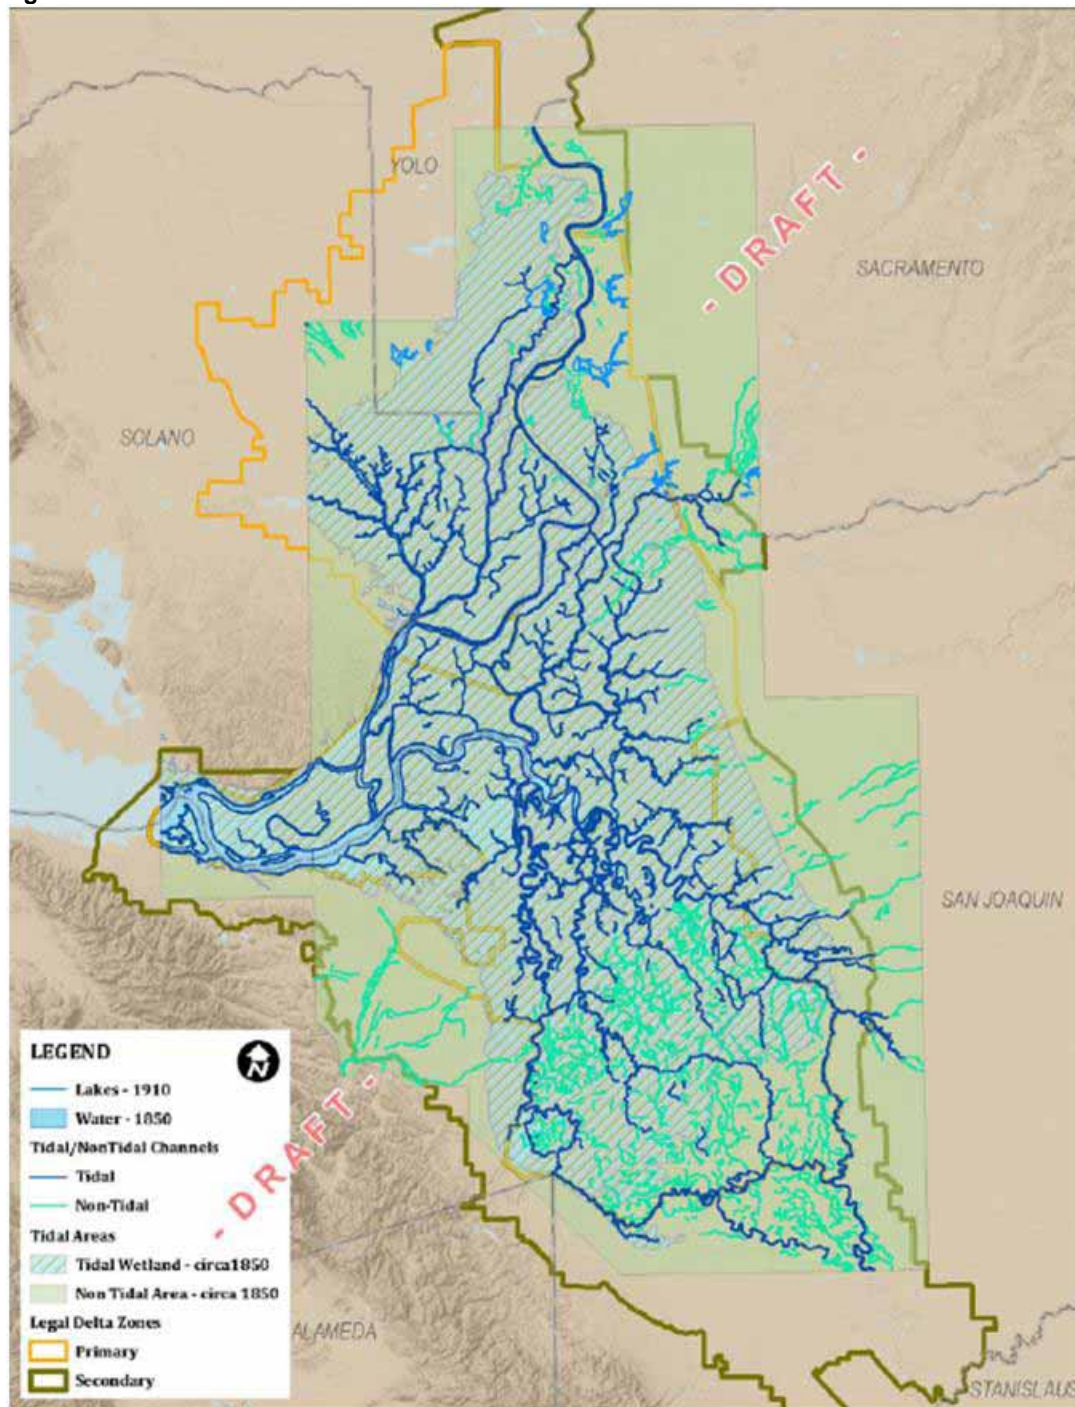 YOLO
- DRAFT -
SACRAMENTO
SOLANO
SAN JOAQUIN
LEGEND
N
Lakes - 1910
Water - 1850
Tidal/NonTidal Channels
Tidal
Non-Tidal
Tidal Areas
Tidal Wetland - circa1850
Non Tidal Area - circa 1850
Legal Delta Zones
Primary
Secondary
- DRAFT -
ALAMEDA
STANISLAUS